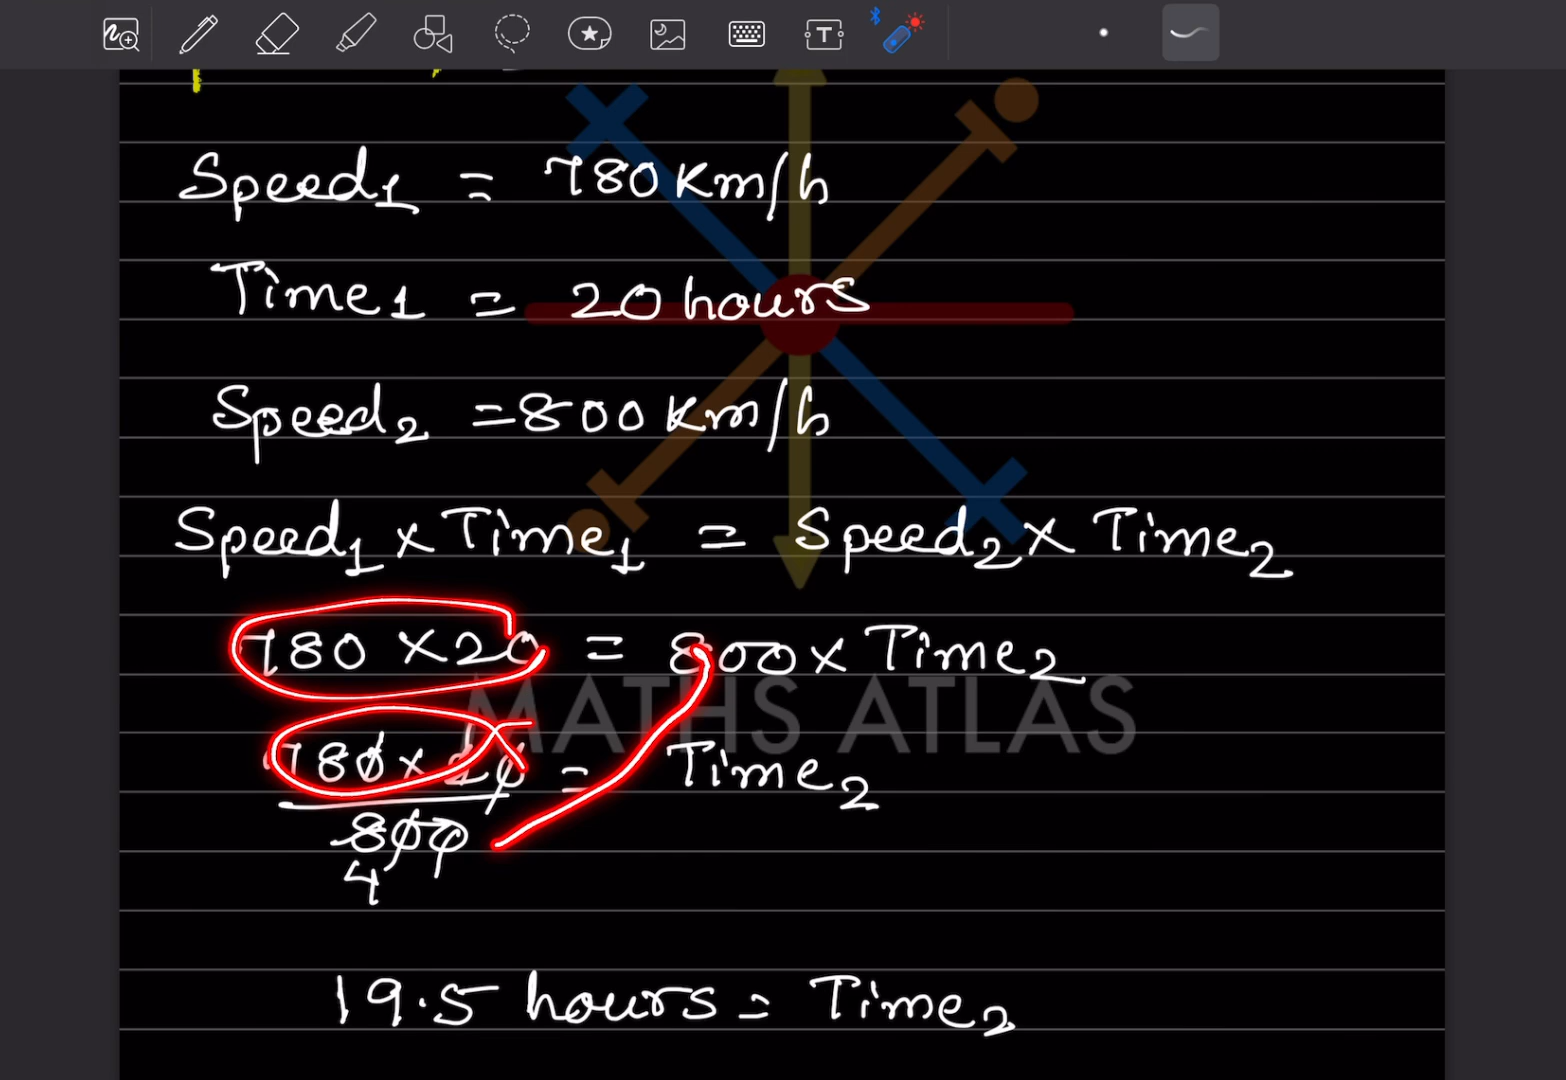 Speed1 = 780 Km/h
Time1 = 20 hours
Speed2 = 800 Km/h
Speed1 x Time1 = Speed2 x Time2
780 x 20 = 800 x Time2
MATHS ATLAS
780 x 20 = Time2
800
4
19.5 hours = Time2